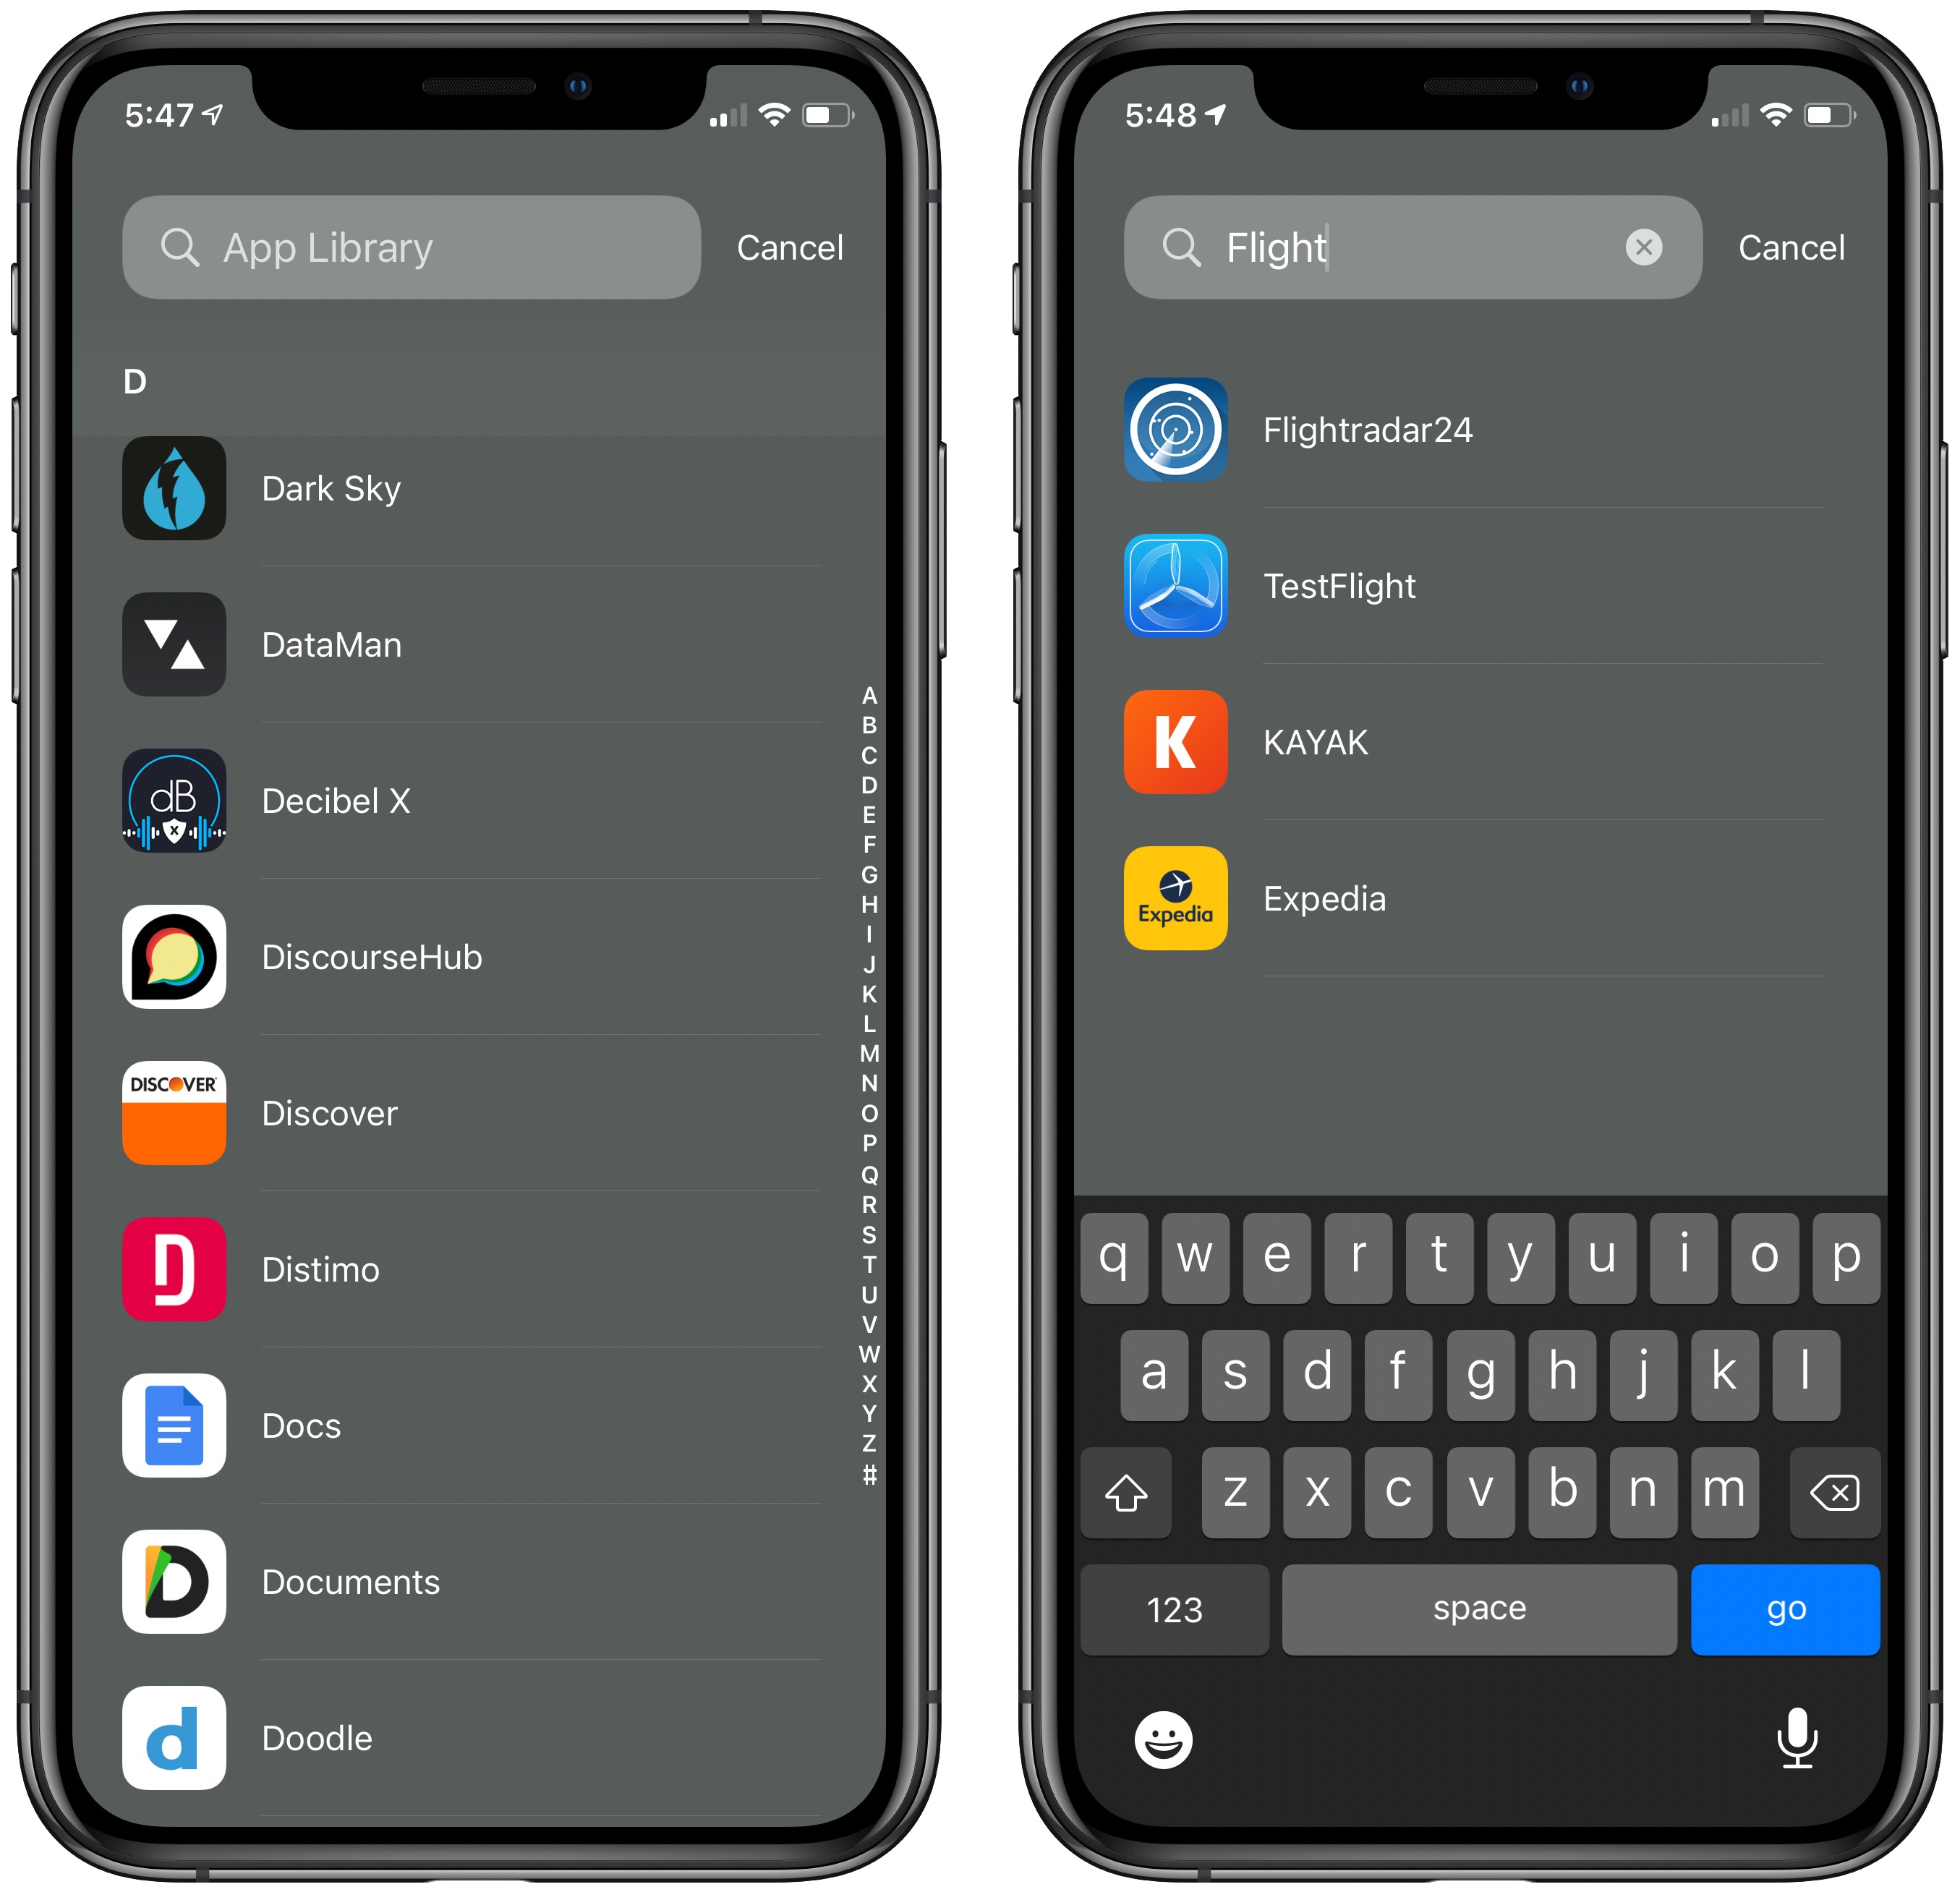 5:47
App Library
Cancel
D
Dark Sky
DataMan
dB
X
Decibel X
DiscourseHub
DISCOVER
Discover
D
Distimo
Docs
D
Documents
d
Doodle
A
B
C
D
E
F
G
H
I
J
K
L
M
N
O
P
Q
R
S
T
U
V
W
X
Y
Z
#
5:48
Flight
Cancel
Flightradar24
TestFlight
K
KAYAK
Expedia
Expedia
q w e r t y u i o p
a s d f g h j k l
z x c v b n m
123 space go